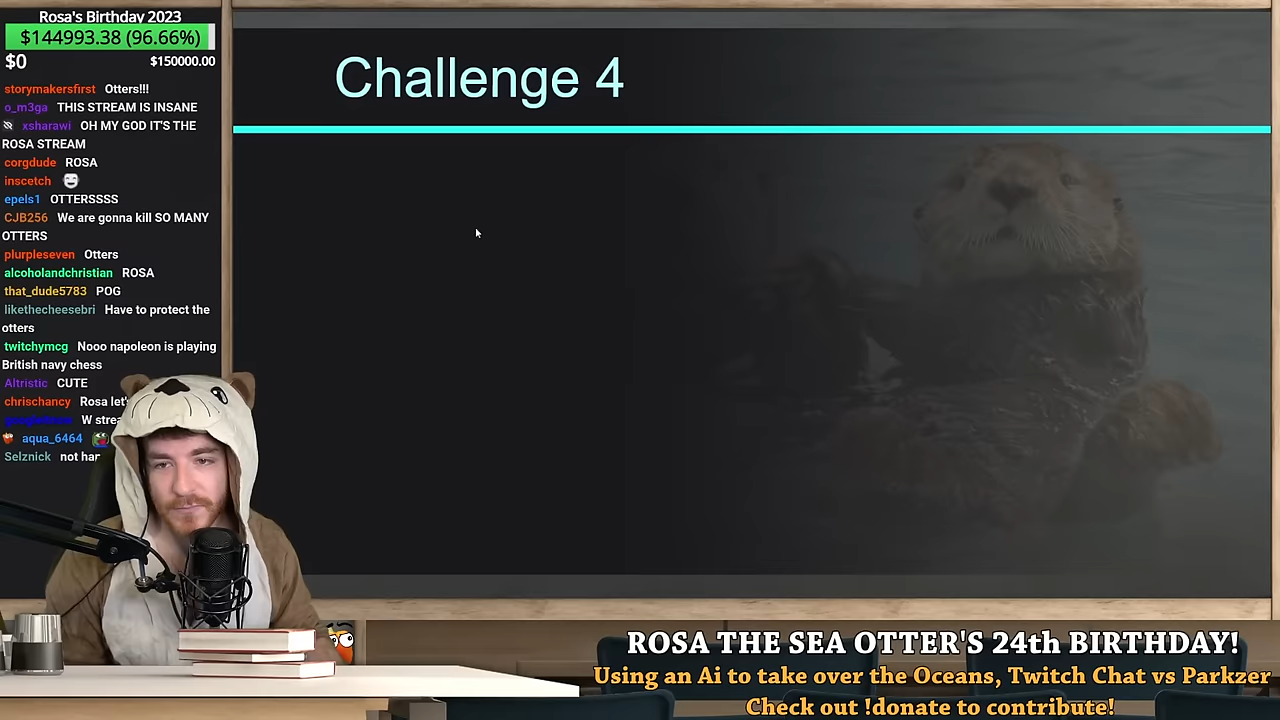 Rosa's Birthday 2023
$144993.38 (96.66%)
$0 $150000.00
storymakersfirst Otters!!!
o_m3ga THIS STREAM IS INSANE
xsharawi OH MY GOD IT'S THE
ROSA STREAM
corgdude ROSA
inscetch
epels1 OTTERSSSS
CJB256 We are gonna kill SO MANY
OTTERS
plurpleseven Otters
alcoholandchristian ROSA
that_dude5783 POG
likethecheesebri Have to protect the
otters
twitchymcg Nooo napoleon is playing
British navy chess
Altristic CUTE
chrischancy Rosa let'
W strea
aqua_6464
Selznick not har
Challenge 4
ROSA THE SEA OTTER'S 24th BIRTHDAY!
Using an Ai to take over the Oceans, Twitch Chat vs Parkzer
Check out !donate to contribute!